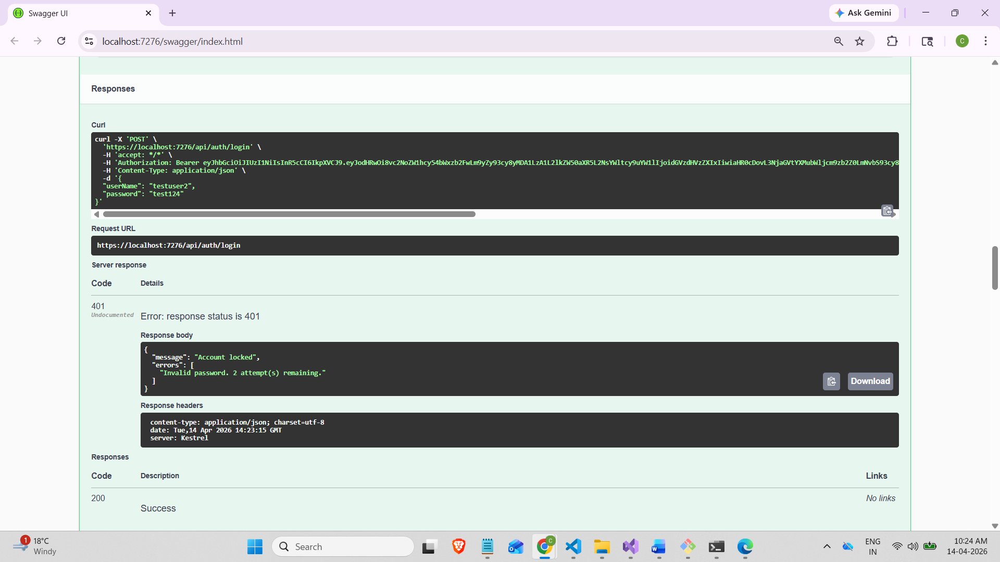 Swagger UI
Ask Gemini
localhost:7276/swagger/index.html
C
Responses
Curl
curl -X 'POST' \
'https://localhost:7276/api/auth/login' \
-H 'accept: */*' \
-H 'Authorization: Bearer eyJhbGciOiJIUzI1NiIsInR5cCI6IkpXVCJ9.eyJodHRwOi8vc2NoZW1hcy54bWxzb2FwLm9yZy93cy8yMDA1LzA1L2lkZW50aXR5L2NsYWltcy9uYW1lIjoidGVzdHVzZXIxIiwiaHR0cDovL3NjaGVtYXMubWljcm9zb2Z0LmNvbS93cy8
-H 'Content-Type: application/json' \
-d '{
"userName": "testuser2",
"password": "test124"
}'
Request URL
https://localhost:7276/api/auth/login
Server response
Code Details
401
Undocumented
Error: response status is 401
Response body
{
"message": "Account locked",
"errors": [
"Invalid password. 2 attempt(s) remaining."
]
}
Download
Response headers
content-type: application/json; charset=utf-8
date: Tue,14 Apr 2026 14:23:15 GMT
server: Kestrel
Responses
Code Description Links
200
Success
No links
1
18°C
Windy
Search
C
ENG
IN
10:24 AM
14-04-2026